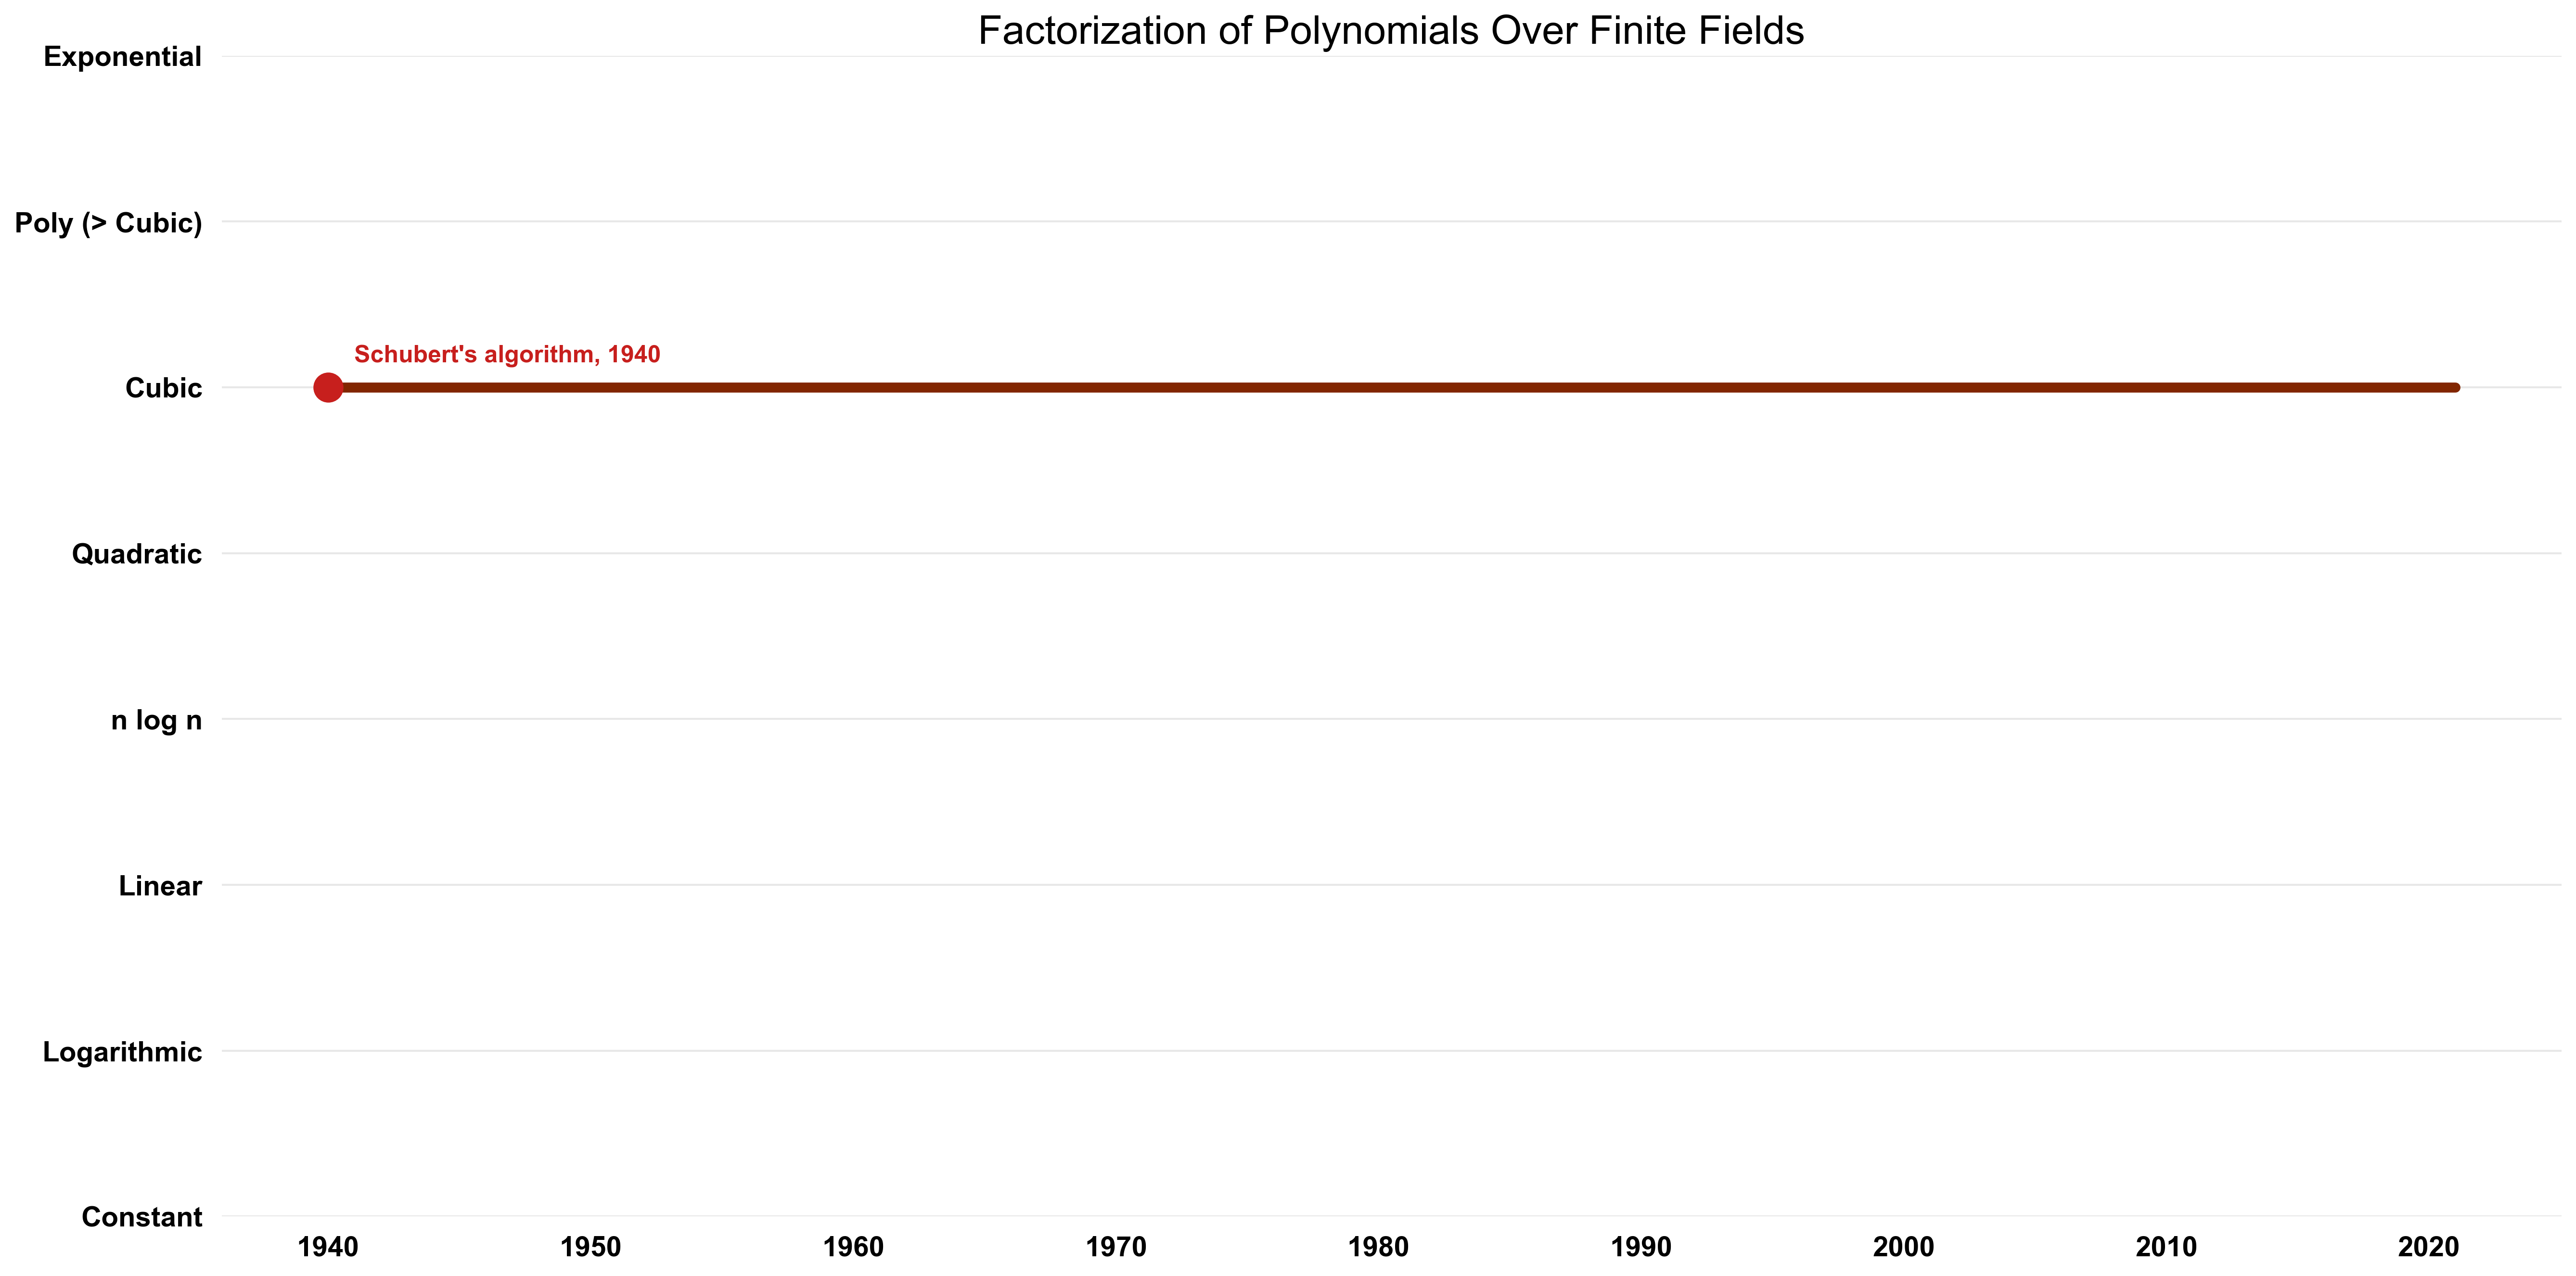 Factorization of Polynomials Over Finite Fields
Exponential
Poly (> Cubic)
Schubert's algorithm, 1940
Cubic
Quadratic
n log n
Linear
Logarithmic
Constant
1940 1950 1960 1970 1980 1990 2000 2010 2020